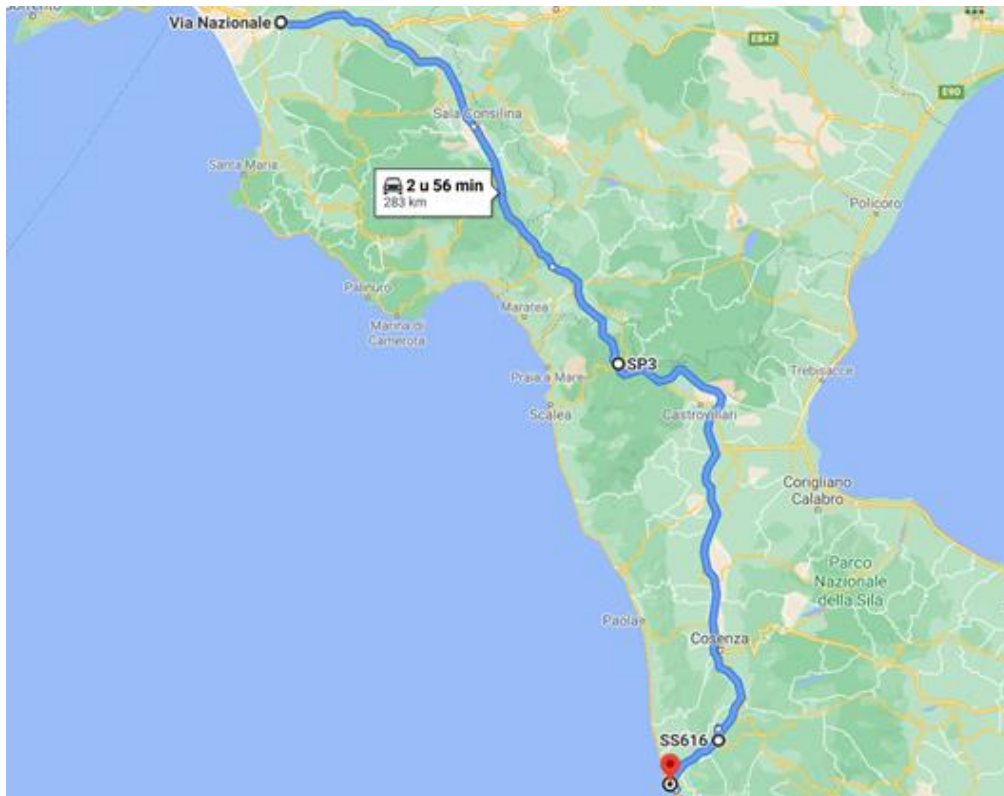 Via Nazionale
E847
E90
Sala Consilina
Santa Maria
2 u 56 min
283 km
Policoro
Palinuro
Marina di
Camerota
Maratea
SP3
Praia a Mare
Trebisacce
Scalea
Castrovillari
Corigliano
Calabro
Parco
Nazionale
della Sila
Paola
Cosenza
SS616